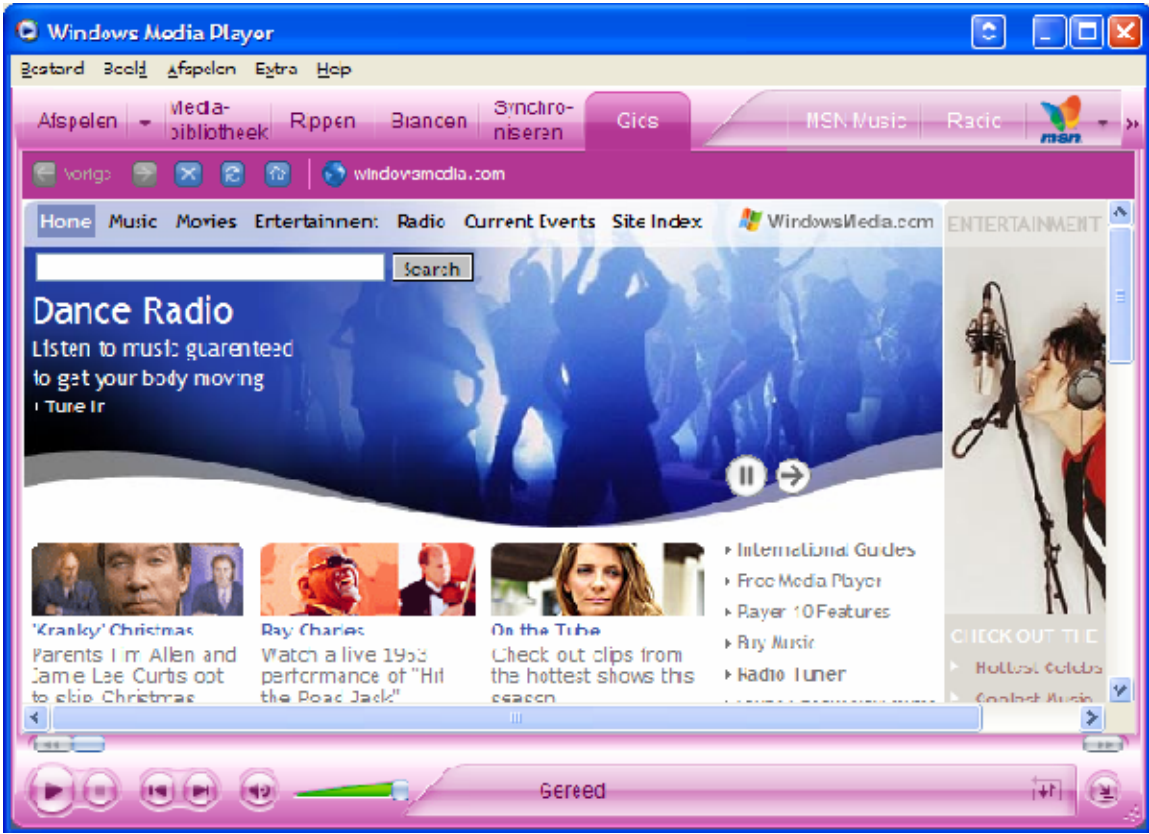 Windows Media Player
Bestand Beeld Afspelen Extra Help
Afspelen
Media-
bibliotheek
Rippen
Branden
Synchro-
niseren
Gids
MSN Music
Radio
msn
Vorige
windowsmedia.com
Home Music Movies Entertainment Radio Current Events Site Index
WindowsMedia.com
ENTERTAINMENT
Search
Dance Radio
Listen to music guarenteed
to get your body moving
Tune In
'Kranky' Christmas
Parents Tim Allen and
Jamie Lee Curtis opt
to skip Christmas
Ray Charles
Watch a live 1963
performance of "Hit
the Road Jack"
On the Tube
Check out clips from
the hottest shows this
season
International Guides
Free Media Player
Player 10 Features
Buy Music
Radio Tuner
CHECK OUT THE
Hottest Celebs
Coolest Music
Gereed